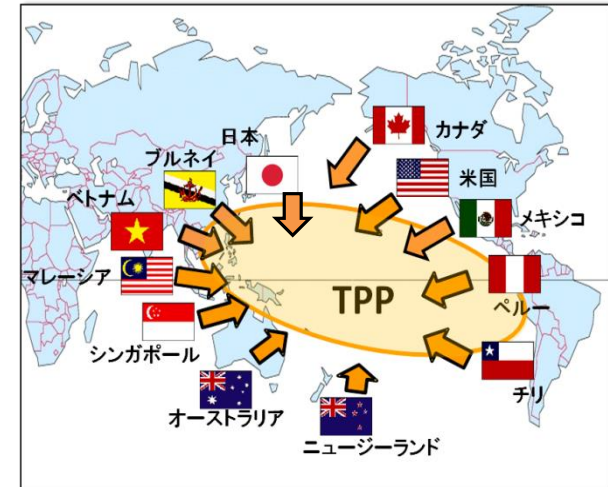 カナダ
日本
ブルネイ
米国
ベトナム
メキシコ
マレーシア
TPP
ペルー
シンガポール
チリ
オーストラリア
ニュージーランド